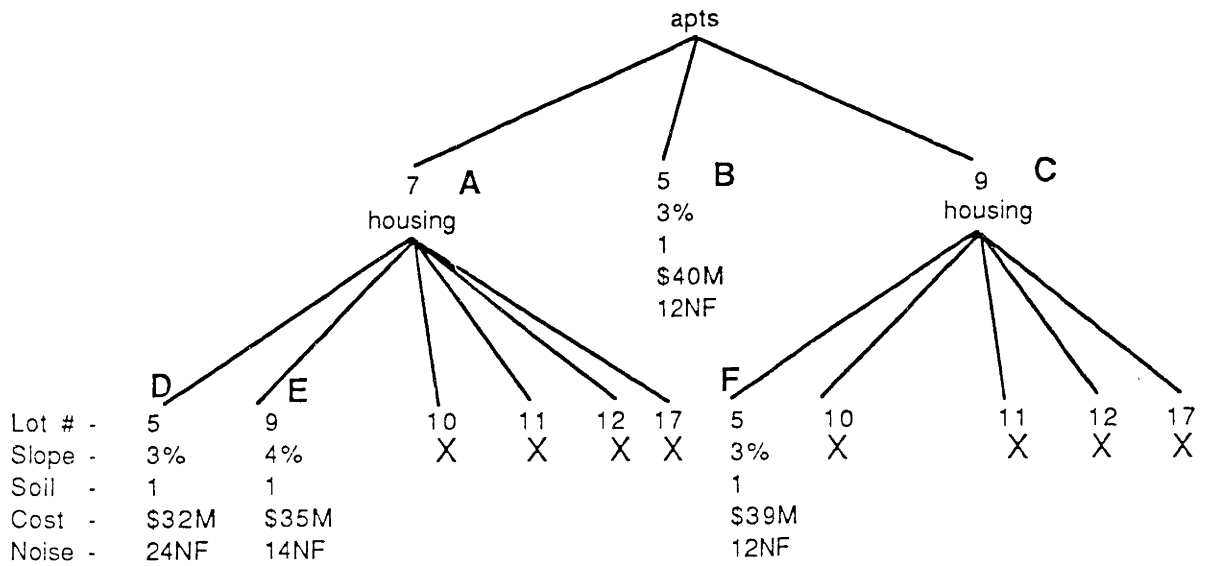 apts
7 A 5 B 9 C
housing 3% housing
1
$40M
12NF
D E F
Lot # - 5 9 10 11 12 17 5 10 11 12 17
Slope - 3% 4% X X X X 3% X X X X
Soil - 1 1 1
Cost - $32M $35M $39M
Noise - 24NF 14NF 12NF